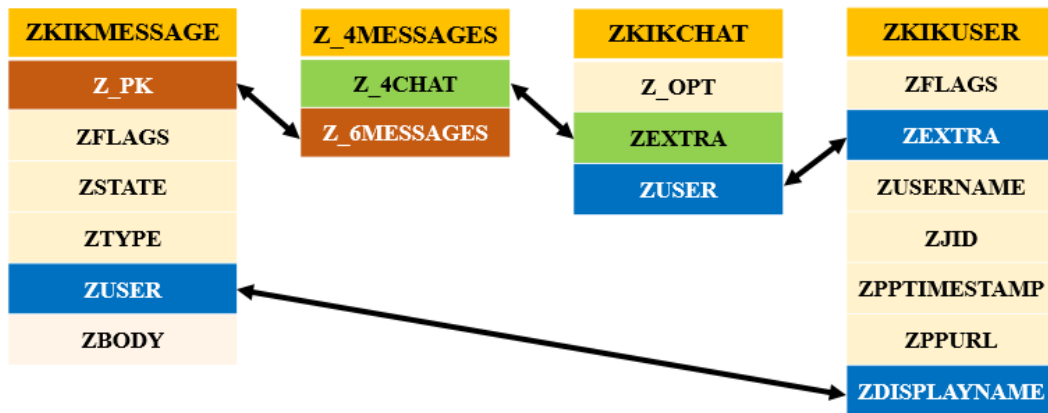 ZKIKMESSAGE
Z_PK
ZFLAGS
ZSTATE
ZTYPE
ZUSER
ZBODY
Z_4MESSAGES
Z_4CHAT
Z_6MESSAGES
ZKIKCHAT
Z_OPT
ZEXTRA
ZUSER
ZKIKUSER
ZFLAGS
ZEXTRA
ZUSERNAME
ZJID
ZPPTIMESTAMP
ZPPURL
ZDISPLAYNAME